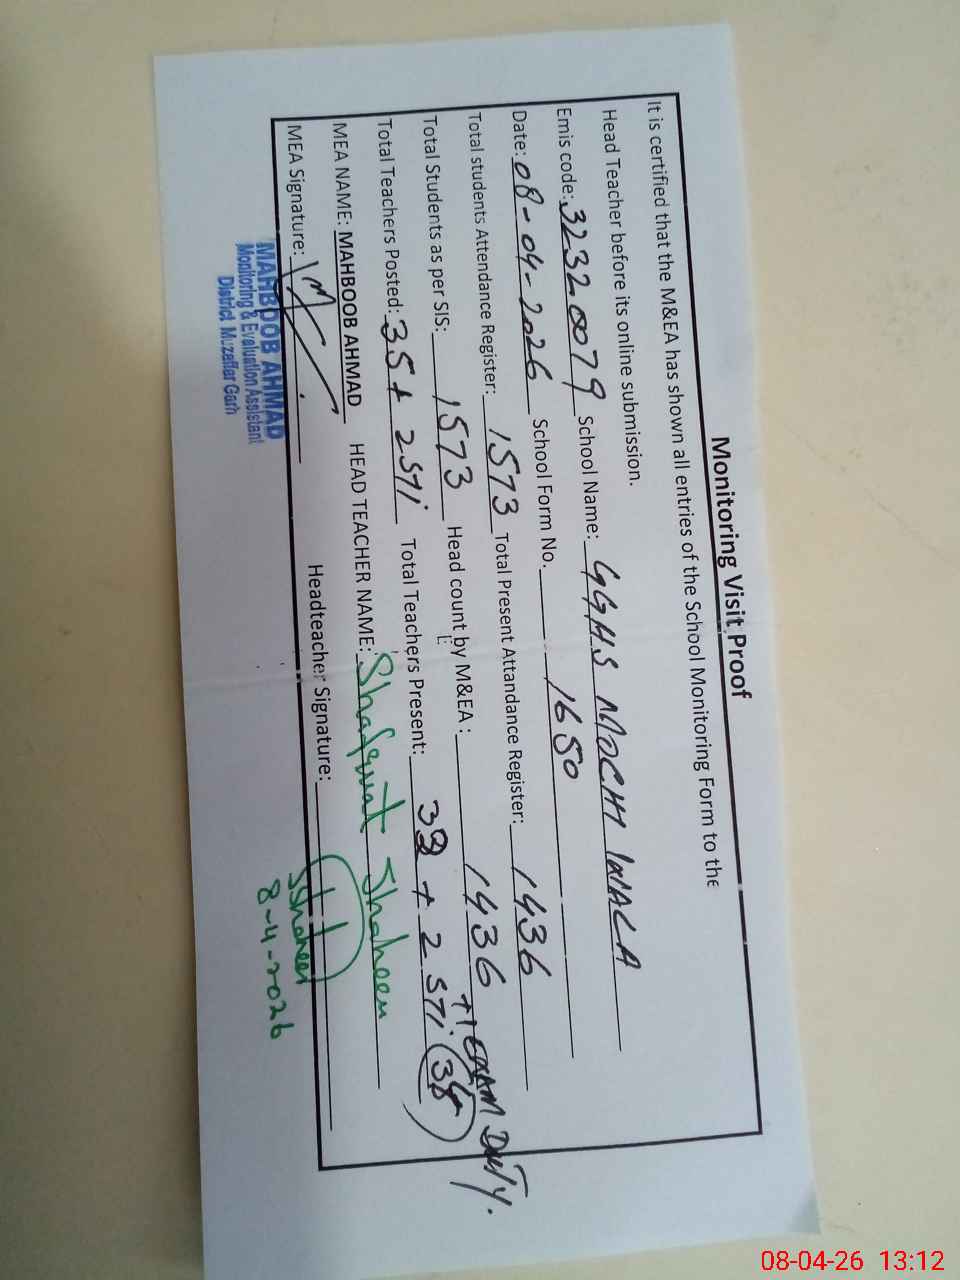 Monitoring Visit Proof
It is certified that the M&EA has shown all entries of the School Monitoring Form to the
Head Teacher before its online submission.
Emis code: 32320079 School Name: GGHS MOCHI WALA
Date: 08-04-2026 School Form No. 1650
Total students Attendance Register: 1573 Total Present Attandance Register: 1436
Total Students as per SIS: 1573 Head count by M&EA: 1436
+1 EXAM DUTY.
Total Teachers Posted: 35 + 2 STI Total Teachers Present: + 2 STI.
MEA NAME: MAHBOOB AHMAD HEAD TEACHER NAME: Shafquat Shaheen
MEA Signature: Headteacher Signature:
SShaheen
8-4-2026
MAHBOOB AHMAD
Monitoring & Evaluation Assistant
District Muzaffar Garh
08-04-26 13:12